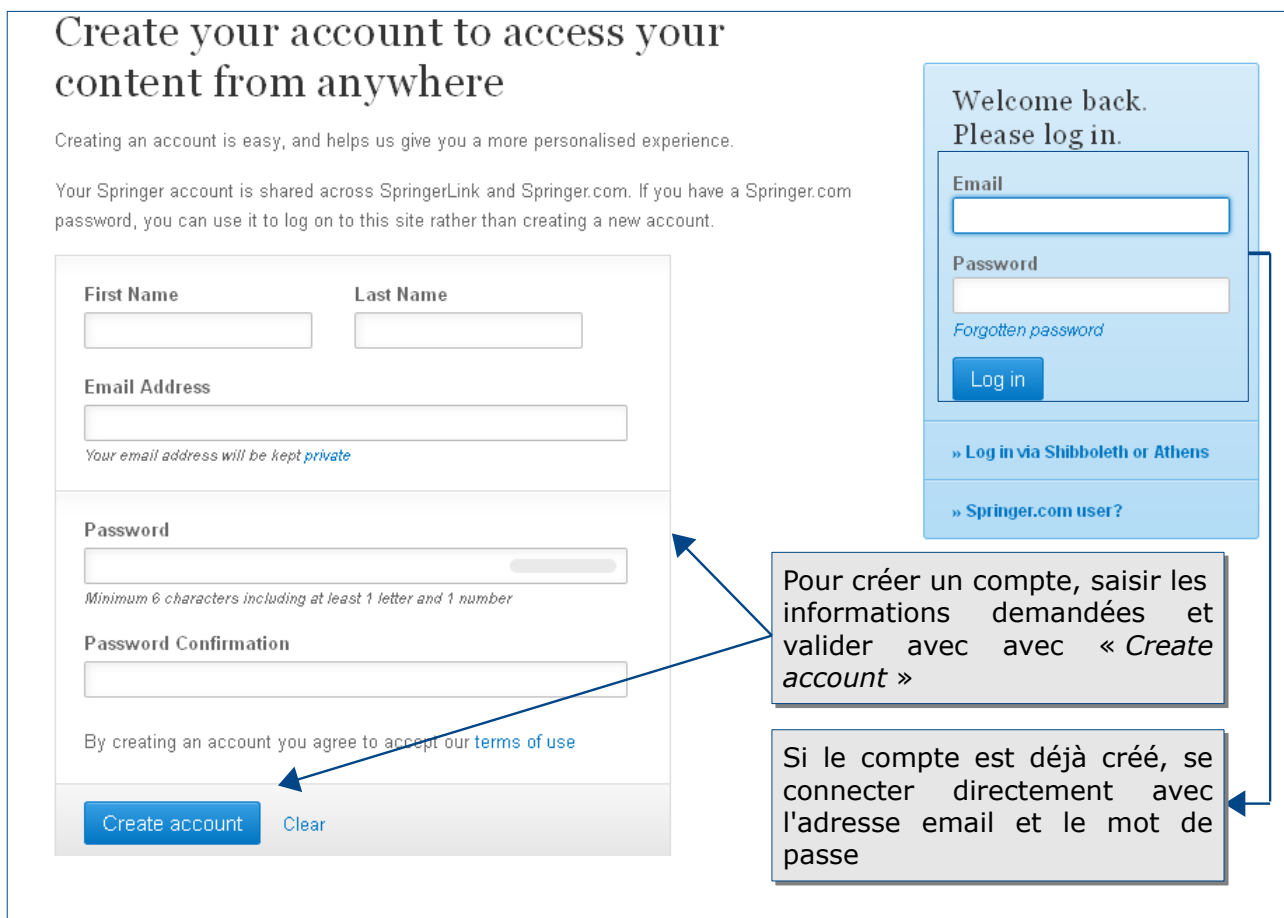 Create your account to access your
content from anywhere
Creating an account is easy, and helps us give you a more personalised experience.
Your Springer account is shared across SpringerLink and Springer.com. If you have a Springer.com
password, you can use it to log on to this site rather than creating a new account.
First Name Last Name
Email Address
Your email address will be kept private
Password
Minimum 6 characters including at least 1 letter and 1 number
Password Confirmation
By creating an account you agree to accept our terms of use
Create account Clear
Welcome back.
Please log in.
Email
Password
Forgotten password
Log in
» Log in via Shibboleth or Athens
» Springer.com user?
Pour créer un compte, saisir les
informations demandées et
valider avec avec « Create
account »
Si le compte est déjà créé, se
connecter directement avec
l'adresse email et le mot de
passe